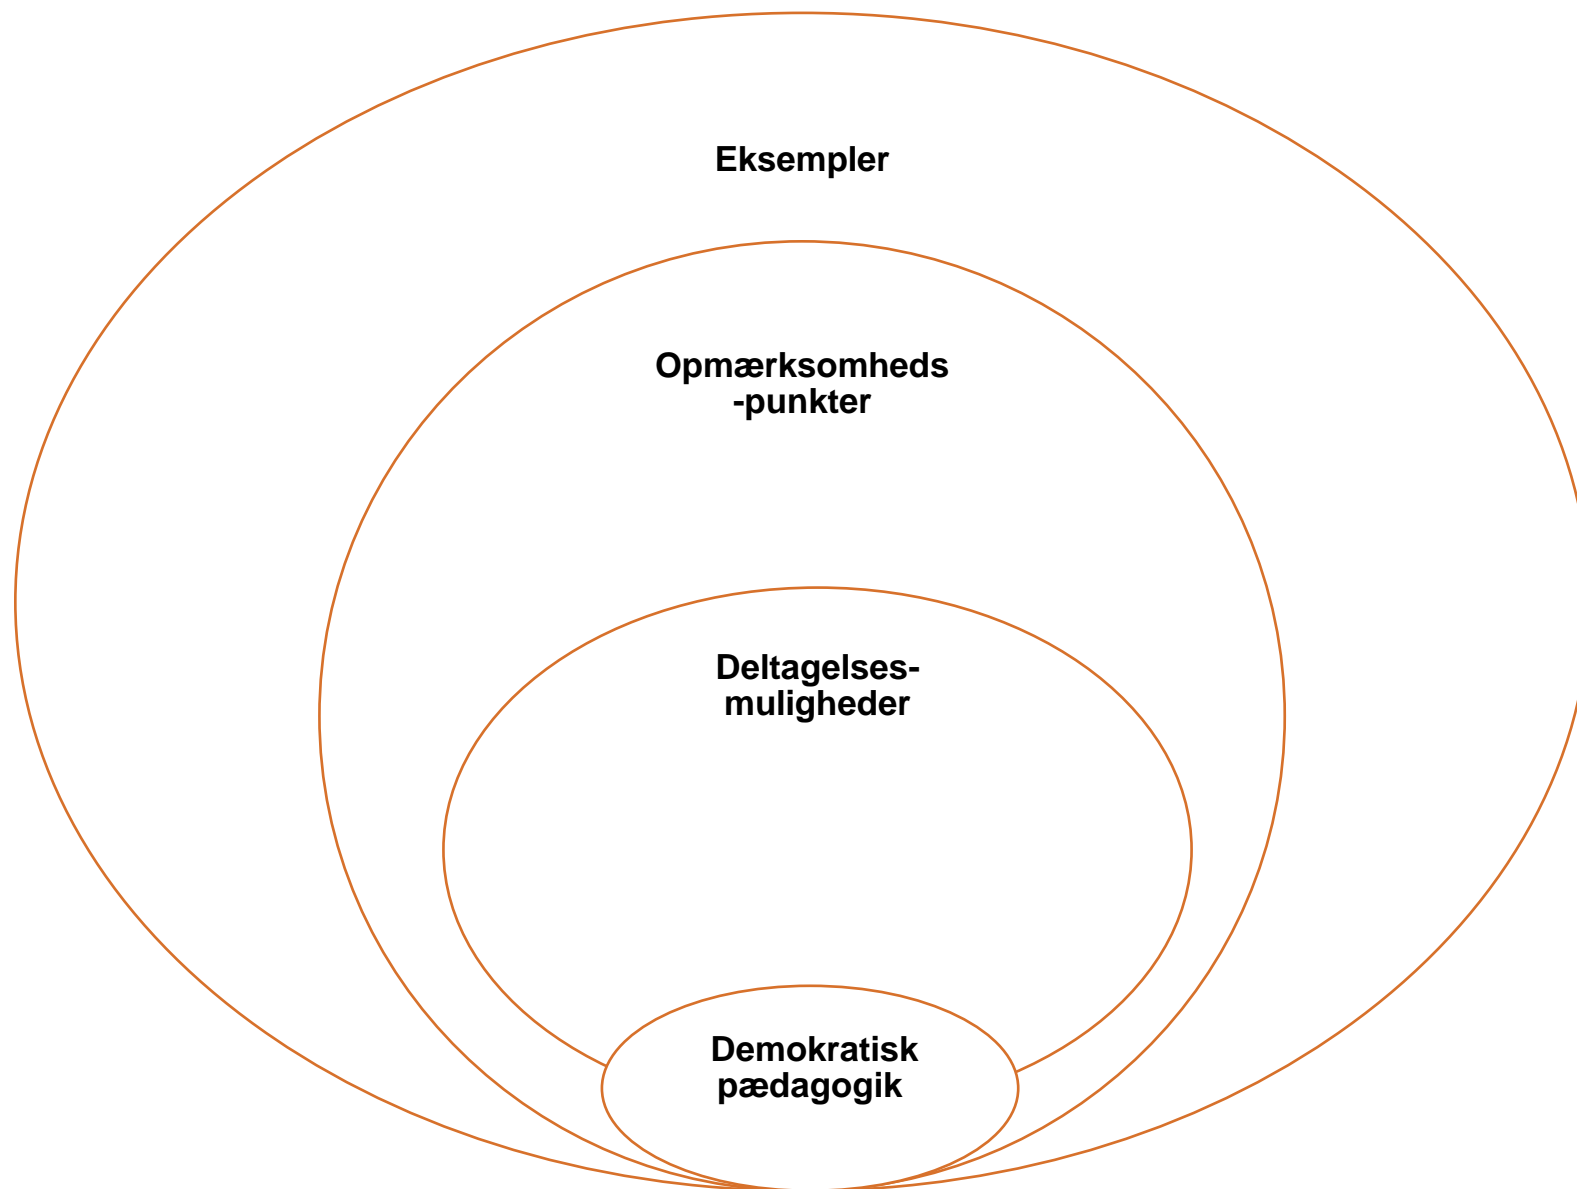 Eksempler
Opmærksomheds
-punkter
Deltagelses-
muligheder
Demokratisk
pædagogik